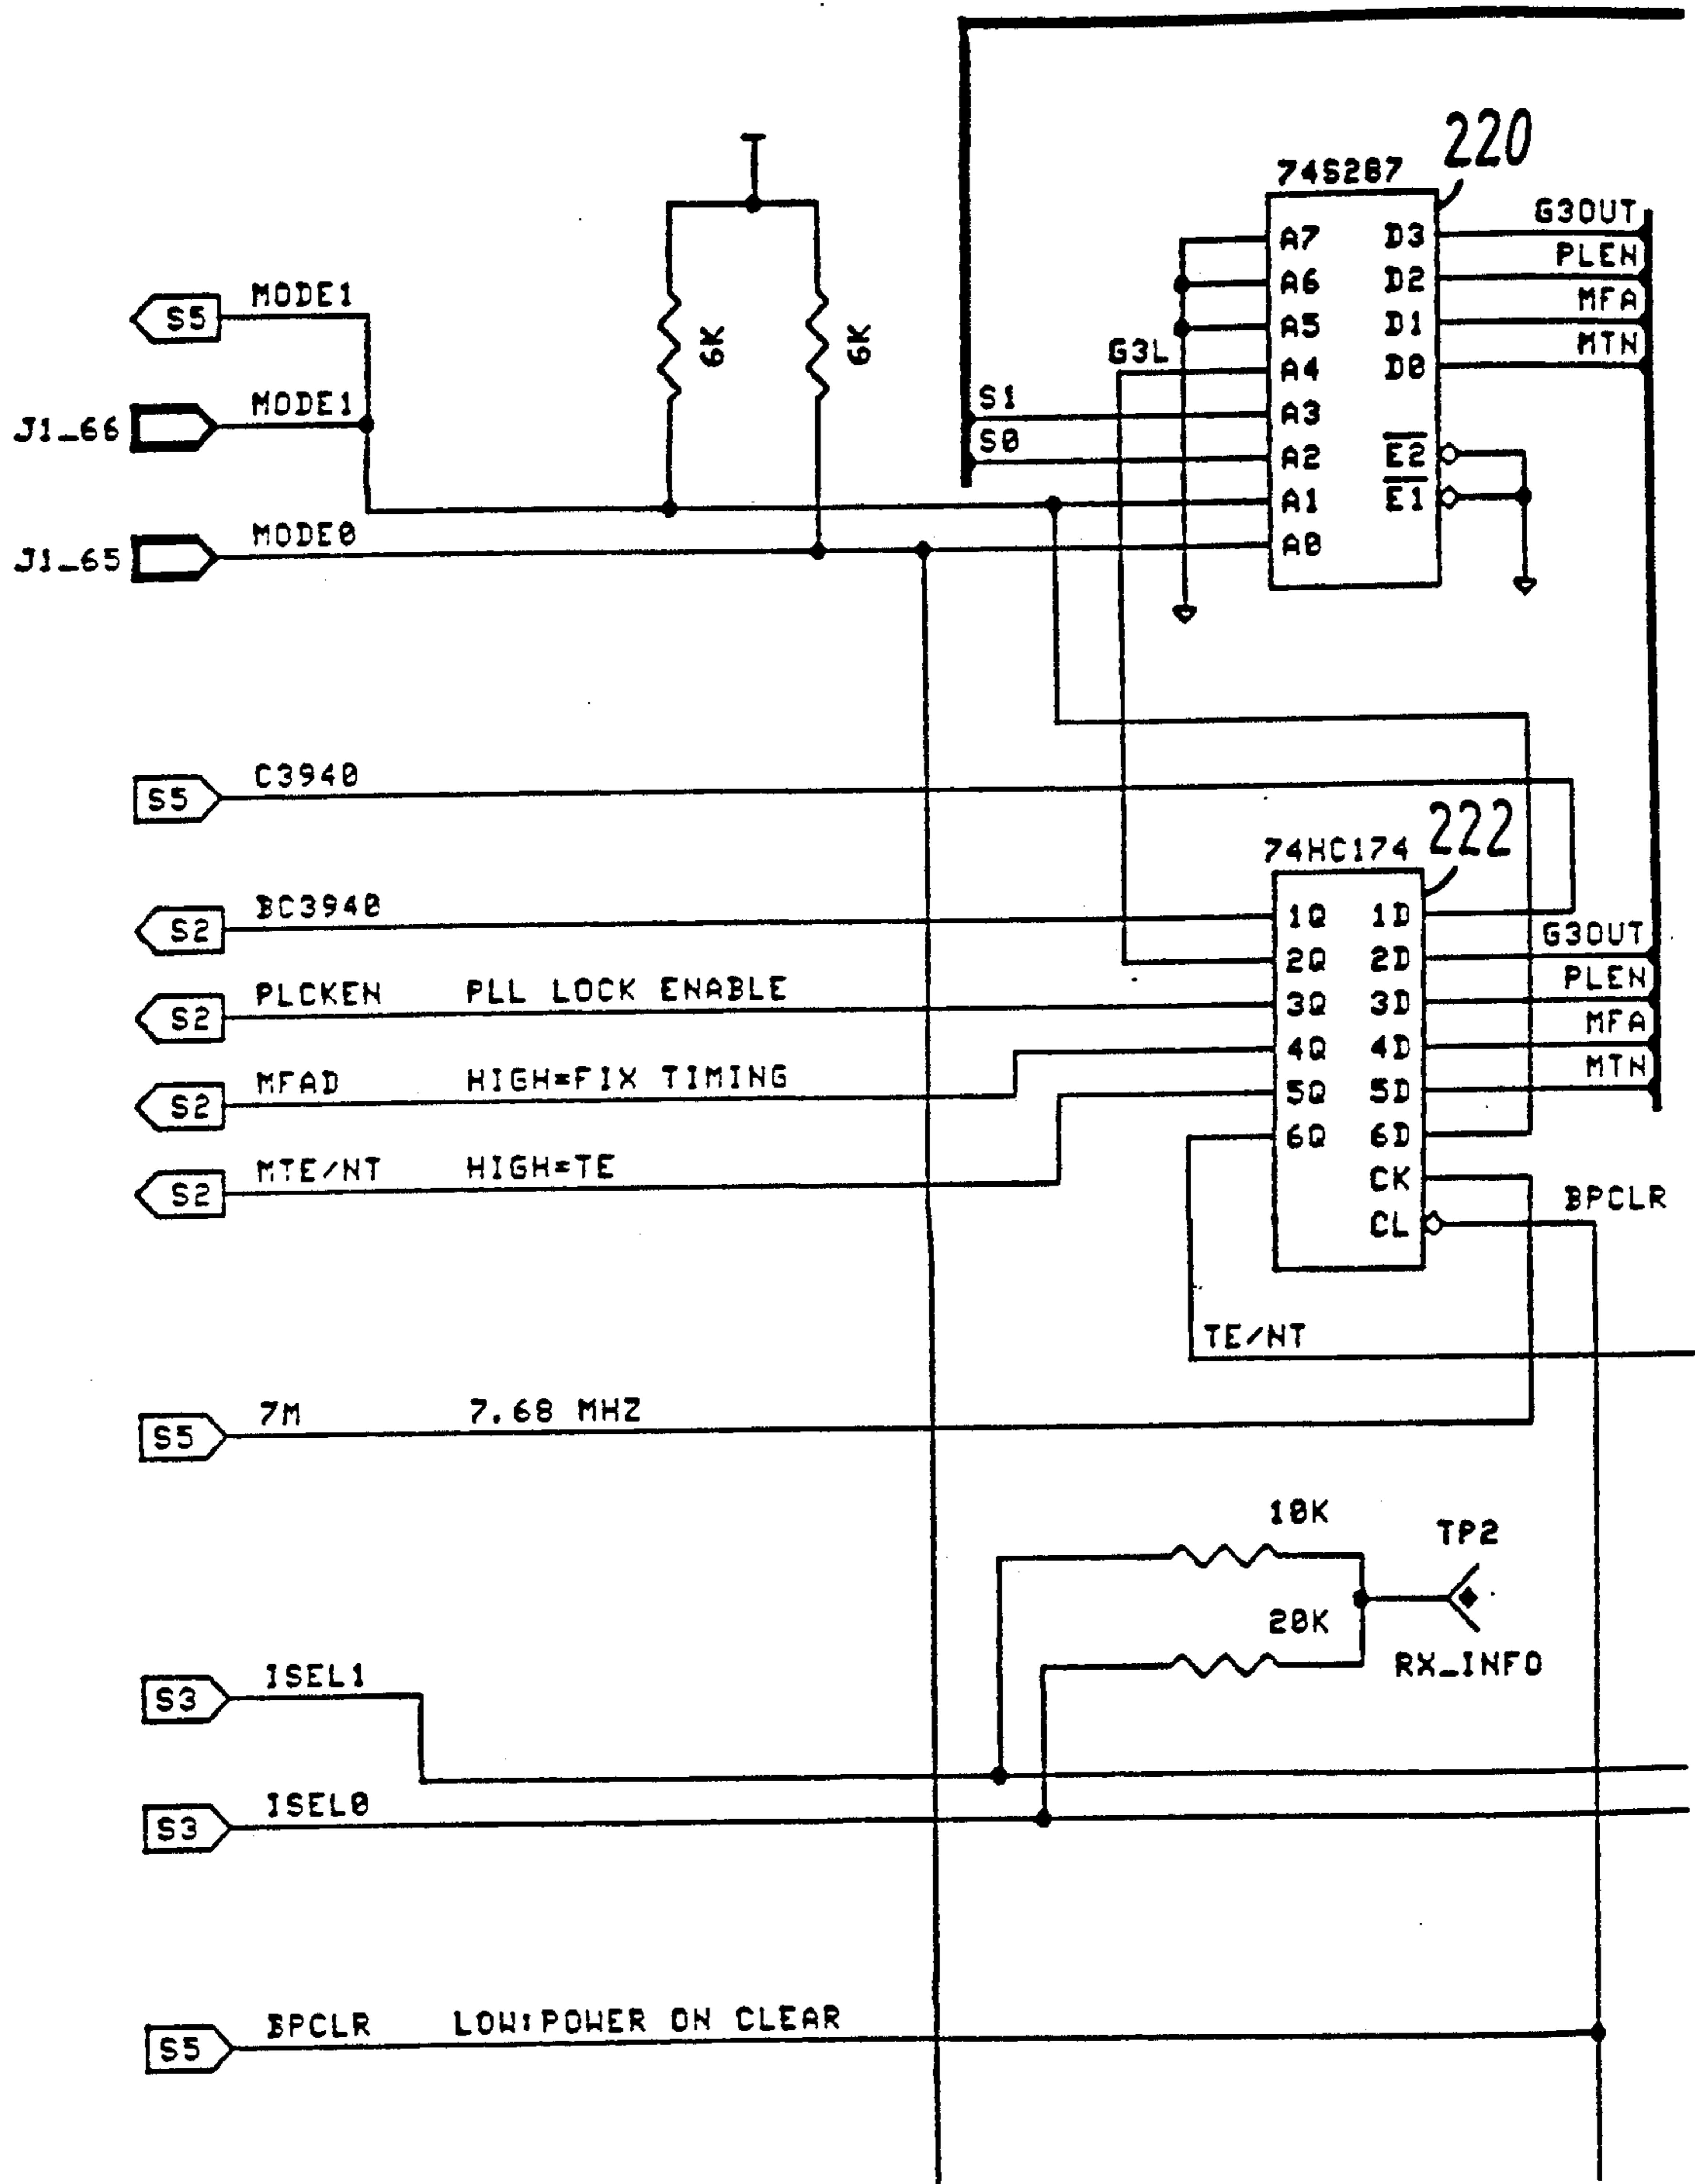 220
74S287
A7 D3 G3OUT
A6 D2 PLEN
A5 D1 MFA
G3L A4 D0 MTN
S1 A3
S0 A2 E2
A1 E1
A0
6K 6K
S5 MODE1
J1_66 MODE1
J1_65 MODE0
S5 C3940
74HC174 222
S2 BC3940 1Q 1D
2Q 2D G3OUT
S2 PLCKEN PLL LOCK ENABLE 3Q 3D PLEN
4Q 4D MFA
S2 MFAD HIGH=FIX TIMING 5Q 5D MTN
6Q 6D
S2 MTE/NT HIGH=TE CK
CL BPCLR
TE/NT
S5 7M 7.68 MHZ
10K TP2
20K
RX_INFO
S3 ISEL1
S3 ISEL0
S5 BPCLR LOW:POWER ON CLEAR